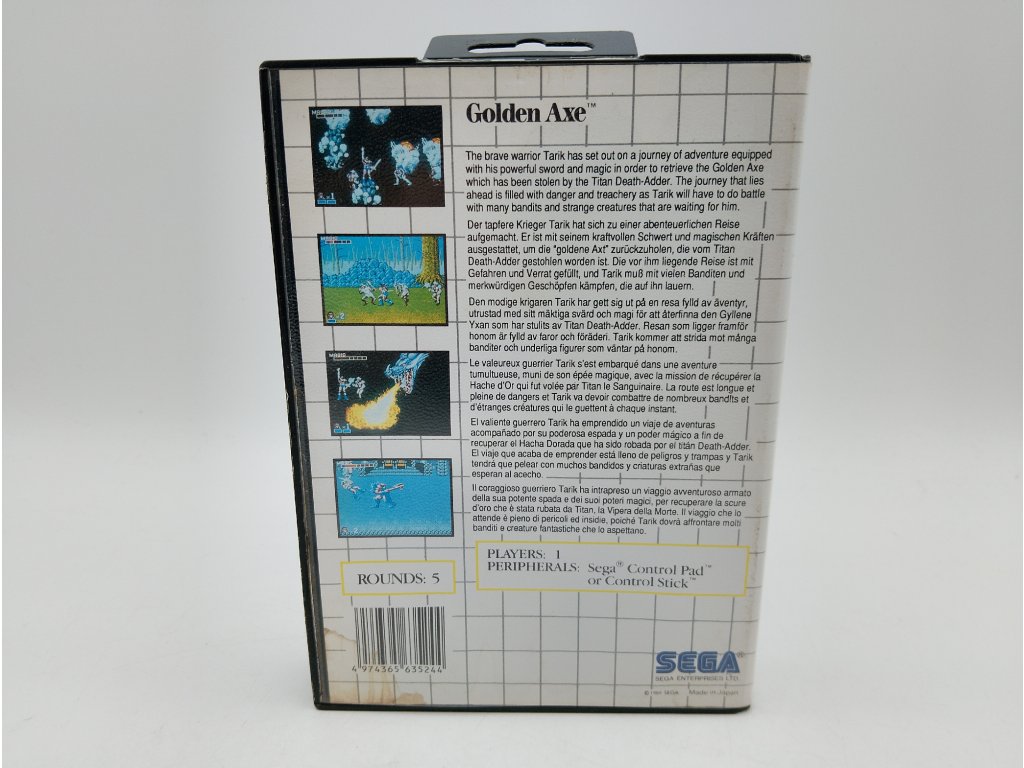 Golden Axe™
The brave warrior Tarik has set out on a journey of adventure equipped
with his powerful sword and magic in order to retrieve the Golden Axe
which has been stolen by the Titan Death-Adder. The journey that lies
ahead is filled with danger and treachery as Tarik will have to do battle
with many bandits and strange creatures that are waiting for him.
Der tapfere Krieger Tarik hat sich zu einer abenteuerlichen Reise
aufgemacht. Er ist mit seinem kraftvollen Schwert und magischen Kräften
ausgestattet, um die "goldene Axt" zurückzuholen, die vom Titan
Death-Adder gestohlen worden ist. Die vor ihm liegende Reise ist mit
Gefahren und Verrat gefüllt, und Tarik muß mit vielen Banditen und
merkwürdigen Geschöpfen kämpfen, die auf ihn lauern.
Den modige krigaren Tarik har gett sig ut på en resa fylld av äventyr,
utrustad med sitt mäktiga svärd och magi för att återfinna den Gyllene
Yxan som har stulits av Titan Death-Adder. Resan som ligger framför
honom är fylld av faror och föräderi. Tarik kommer att strida mot många
banditer och underliga figurer som väntar på honom.
Le valeureux guerrier Tarik s'est embarqué dans une aventure
tumultueuse, muni de son épée magique, avec la mission de récupérer la
Hache d'Or qui fut volée par Titan le Sanguinaire. La route est longue et
pleine de dangers et Tarik va devoir combattre de nombreux bandits et
d'étranges créatures qui le guettent à chaque instant.
El valiente guerrero Tarik ha emprendido un viaje de aventuras
acompañado por su poderosa espada y un poder mágico a fin de
recuperar el Hacha Dorada que ha sido robada por el titán Death-Adder.
El viaje que acaba de emprender está lleno de peligros y trampas y Tarik
tendrá que pelear con muchos bandidos y criaturas extrañas que
esperan al acecho.
Il coraggioso guerriero Tarik ha intrapreso un viaggio avventuroso armato
della sua potente spada e dei suoi poteri magici, per recuperare la scure
d'oro che è stata rubata da Titan, la Vipera della Morte. Il viaggio che lo
attende è pieno di pericoli ed insidie, poiché Tarik dovrà affrontare molti
banditi e creature fantastiche che lo aspettano.
PLAYERS: 1
PERIPHERALS: Sega® Control Pad™
or Control Stick™
ROUNDS: 5
4 974365 635244
SEGA®
SEGA ENTERPRISES LTD.
Made in Japan